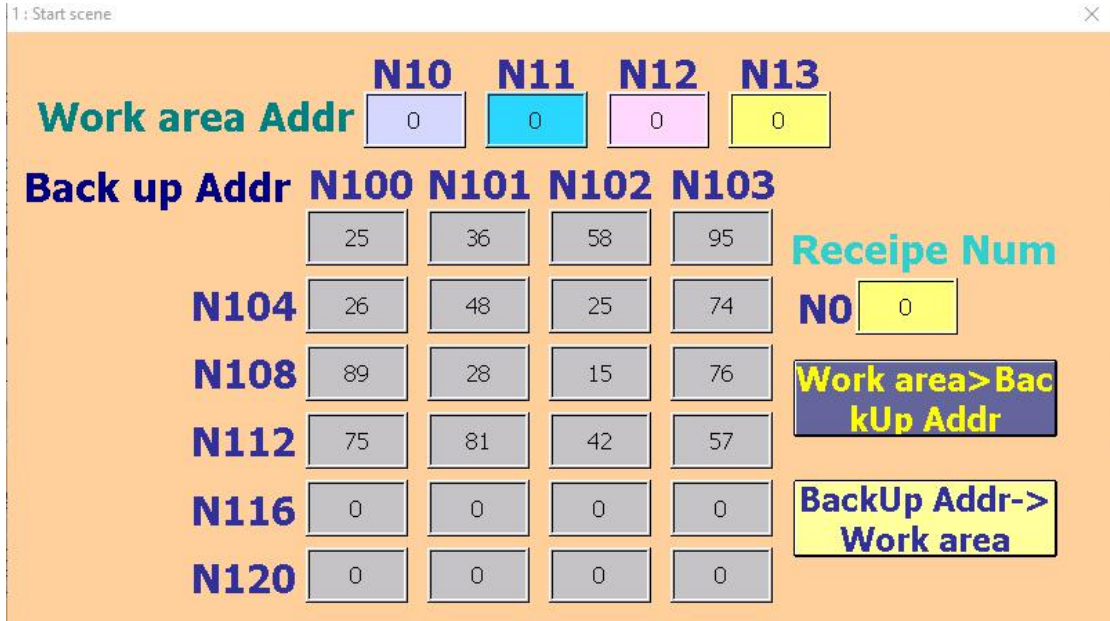 1 : Start scene
N10 N11 N12 N13
Work area Addr 0 0 0 0
Back up Addr N100 N101 N102 N103
25 36 58 95
Receipe Num
N104 26 48 25 74
N0 0
N108 89 28 15 76
Work area>Bac
kUp Addr
N112 75 81 42 57
N116 0 0 0 0
BackUp Addr->
Work area
N120 0 0 0 0